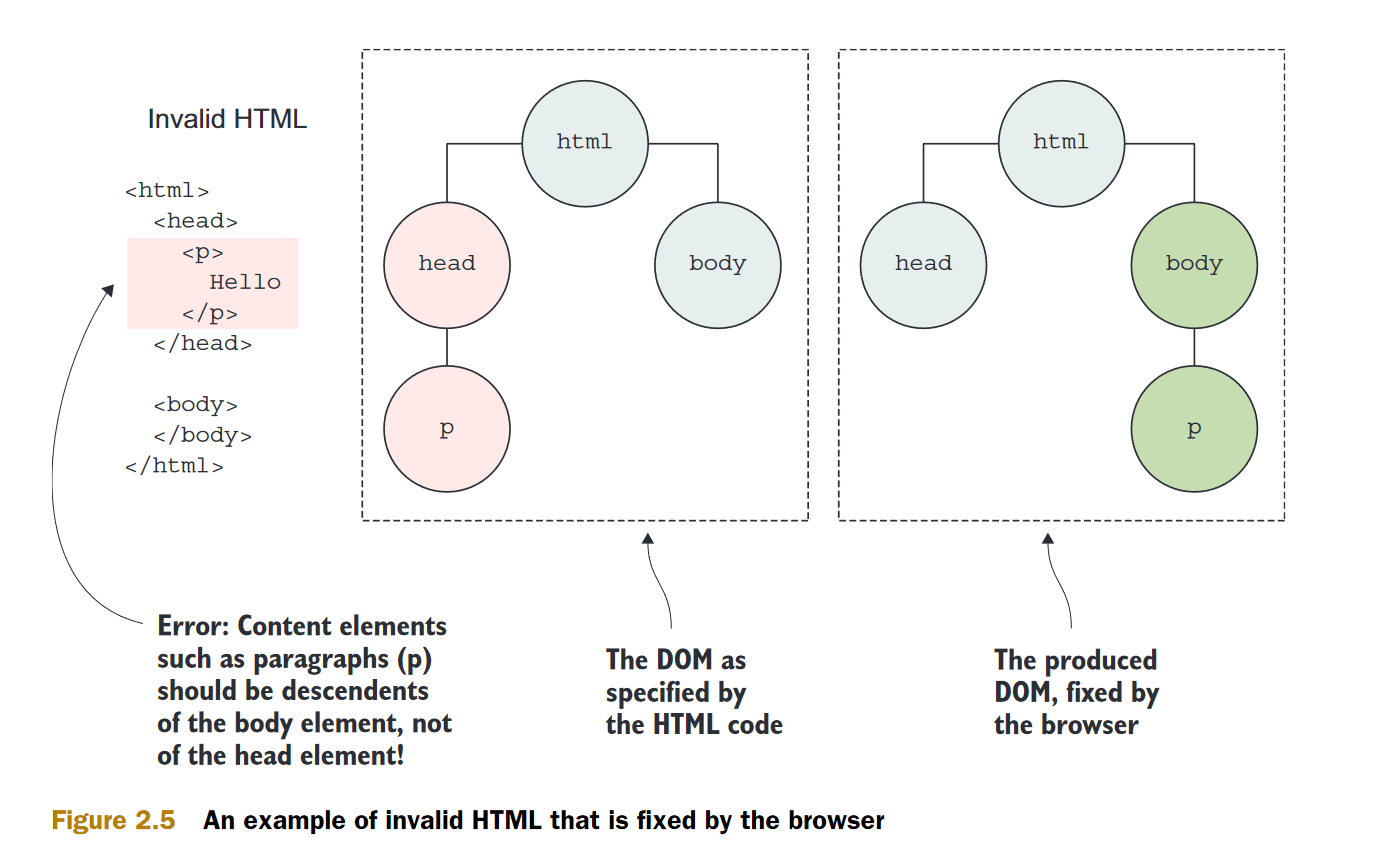 Invalid HTML
<html>
<head>
<p>
Hello
</p>
</head>
<body>
</body>
</html>
html
head
body
p
html
head
body
p
Error: Content elements
such as paragraphs (p)
should be descendents
of the body element, not
of the head element!
The DOM as
specified by
the HTML code
The produced
DOM, fixed by
the browser
Figure 2.5 An example of invalid HTML that is fixed by the browser